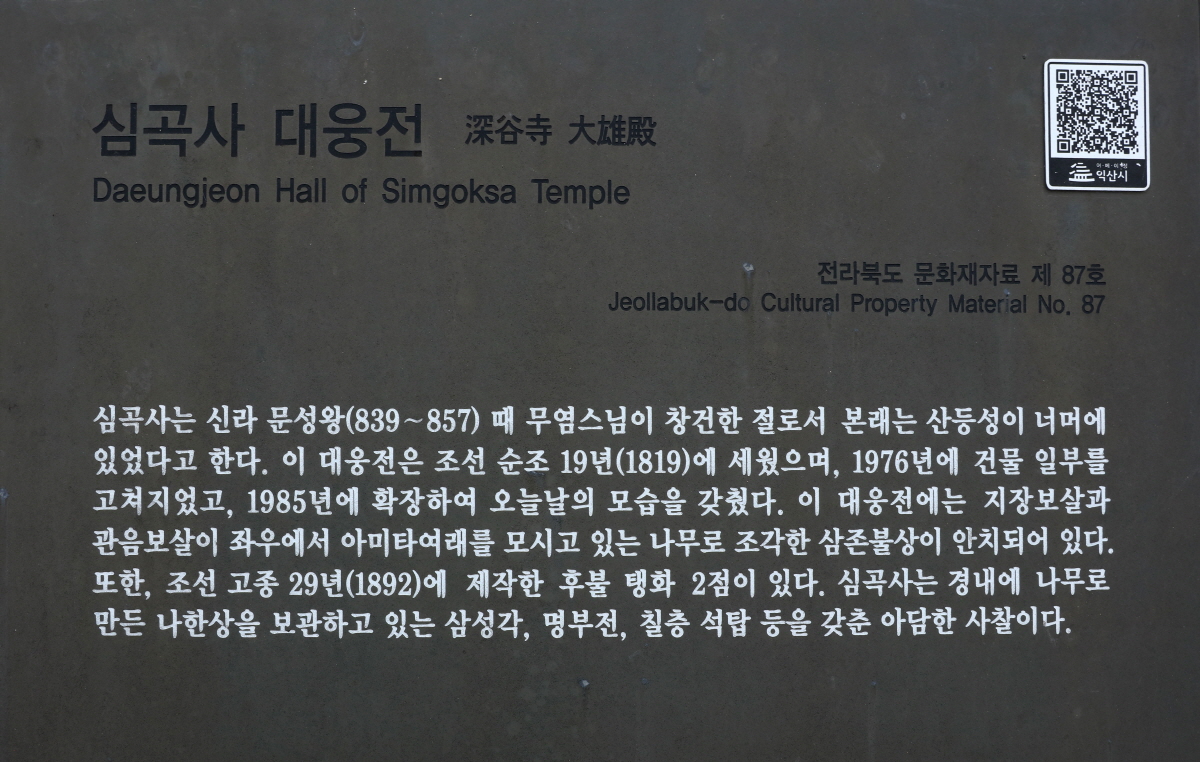 심곡사 대웅전 深谷寺 大雄殿
Daeungjeon Hall of Simgoksa Temple
익산시
전라북도 문화재자료 제 87호
Jeollabuk-do Cultural Property Material No. 87
심곡사는 신라 문성왕(839~857) 때 무염스님이 창건한 절로서 본래는 산등성이 너머에
있었다고 한다. 이 대웅전은 조선 순조 19년(1819)에 세웠으며, 1976년에 건물 일부를
고쳐지었고, 1985년에 확장하여 오늘날의 모습을 갖췄다. 이 대웅전에는 지장보살과
관음보살이 좌우에서 아미타여래를 모시고 있는 나무로 조각한 삼존불상이 안치되어 있다.
또한, 조선 고종 29년(1892)에 제작한 후불 탱화 2점이 있다. 심곡사는 경내에 나무로
만든 나한상을 보관하고 있는 삼성각, 명부전, 칠층 석탑 등을 갖춘 아담한 사찰이다.